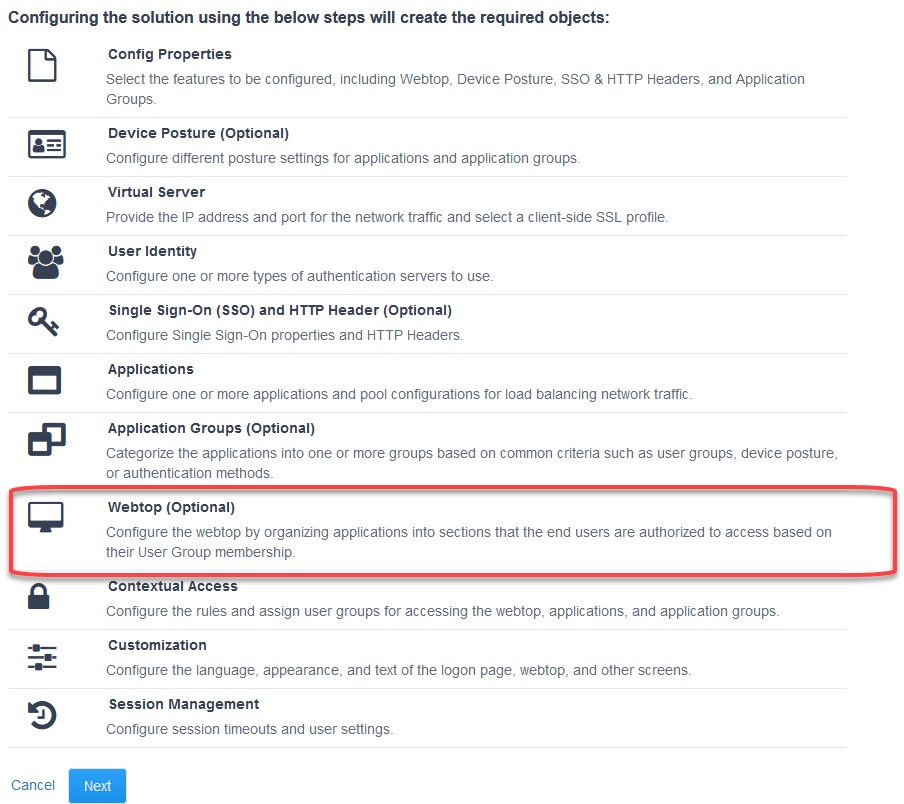 Configuring the solution using the below steps will create the required objects:
Config Properties
Select the features to be configured, including Webtop, Device Posture, SSO & HTTP Headers, and Application
Groups.
Device Posture (Optional)
Configure different posture settings for applications and application groups.
Virtual Server
Provide the IP address and port for the network traffic and select a client-side SSL profile.
User Identity
Configure one or more types of authentication servers to use.
Single Sign-On (SSO) and HTTP Header (Optional)
Configure Single Sign-On properties and HTTP Headers.
Applications
Configure one or more applications and pool configurations for load balancing network traffic.
Application Groups (Optional)
Categorize the applications into one or more groups based on common criteria such as user groups, device posture,
or authentication methods.
Webtop (Optional)
Configure the webtop by organizing applications into sections that the end users are authorized to access based on
their User Group membership.
Contextual Access
Configure the rules and assign user groups for accessing the webtop, applications, and application groups.
Customization
Configure the language, appearance, and text of the logon page, webtop, and other screens.
Session Management
Configure session timeouts and user settings.
Cancel Next